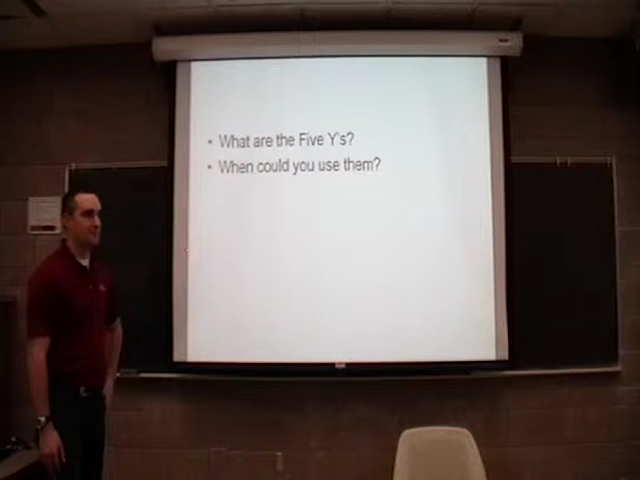 • What are the Five Y's?
• When could you use them?